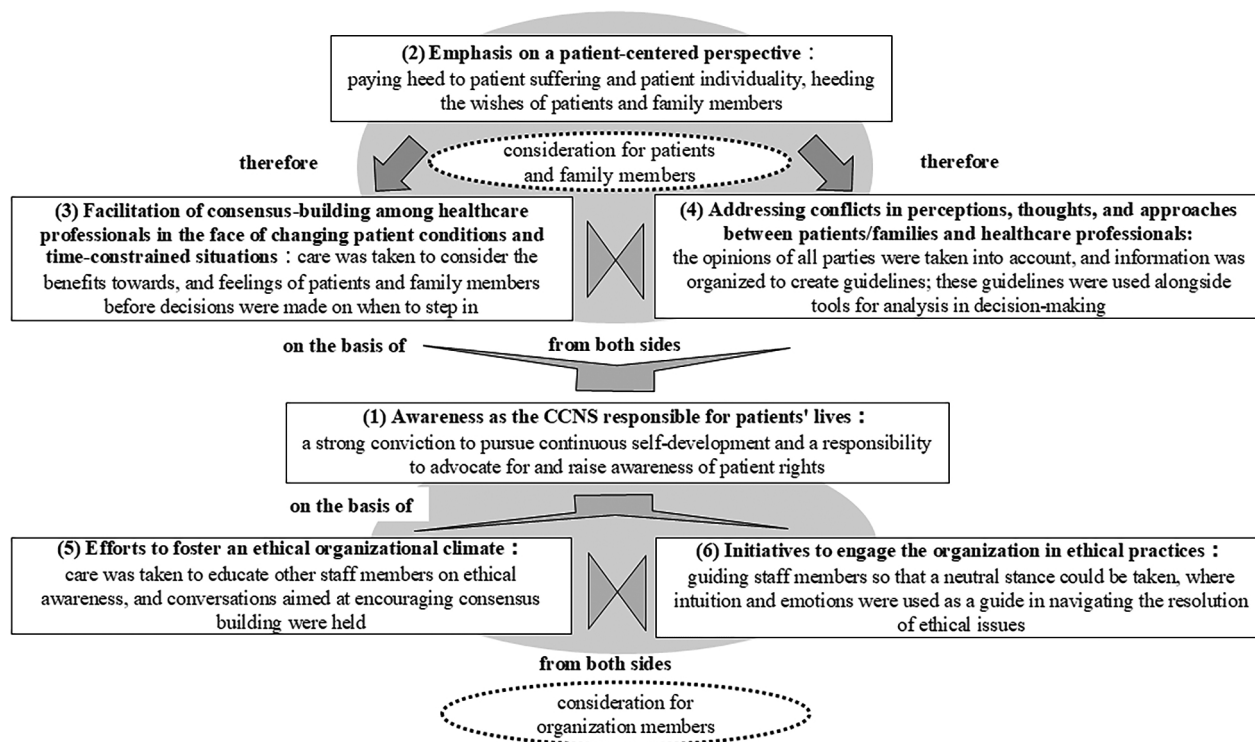 (2) Emphasis on a patient-centered perspective：
paying heed to patient suffering and patient individuality, heeding
the wishes of patients and family members
therefore
consideration for patients
and family members
therefore
(3) Facilitation of consensus-building among healthcare
professionals in the face of changing patient conditions and
time-constrained situations：care was taken to consider the
benefits towards, and feelings of patients and family members
before decisions were made on when to step in
(4) Addressing conflicts in perceptions, thoughts, and approaches
between patients/families and healthcare professionals:
the opinions of all parties were taken into account, and information was
organized to create guidelines; these guidelines were used alongside
tools for analysis in decision-making
on the basis of
from both sides
(1) Awareness as the CCNS responsible for patients' lives：
a strong conviction to pursue continuous self-development and a responsibility
to advocate for and raise awareness of patient rights
on the basis of
(5) Efforts to foster an ethical organizational climate：
care was taken to educate other staff members on ethical
awareness, and conversations aimed at encouraging consensus
building were held
(6) Initiatives to engage the organization in ethical practices：
guiding staff members so that a neutral stance could be taken, where
intuition and emotions were used as a guide in navigating the resolution
of ethical issues
from both sides
consideration for
organization members